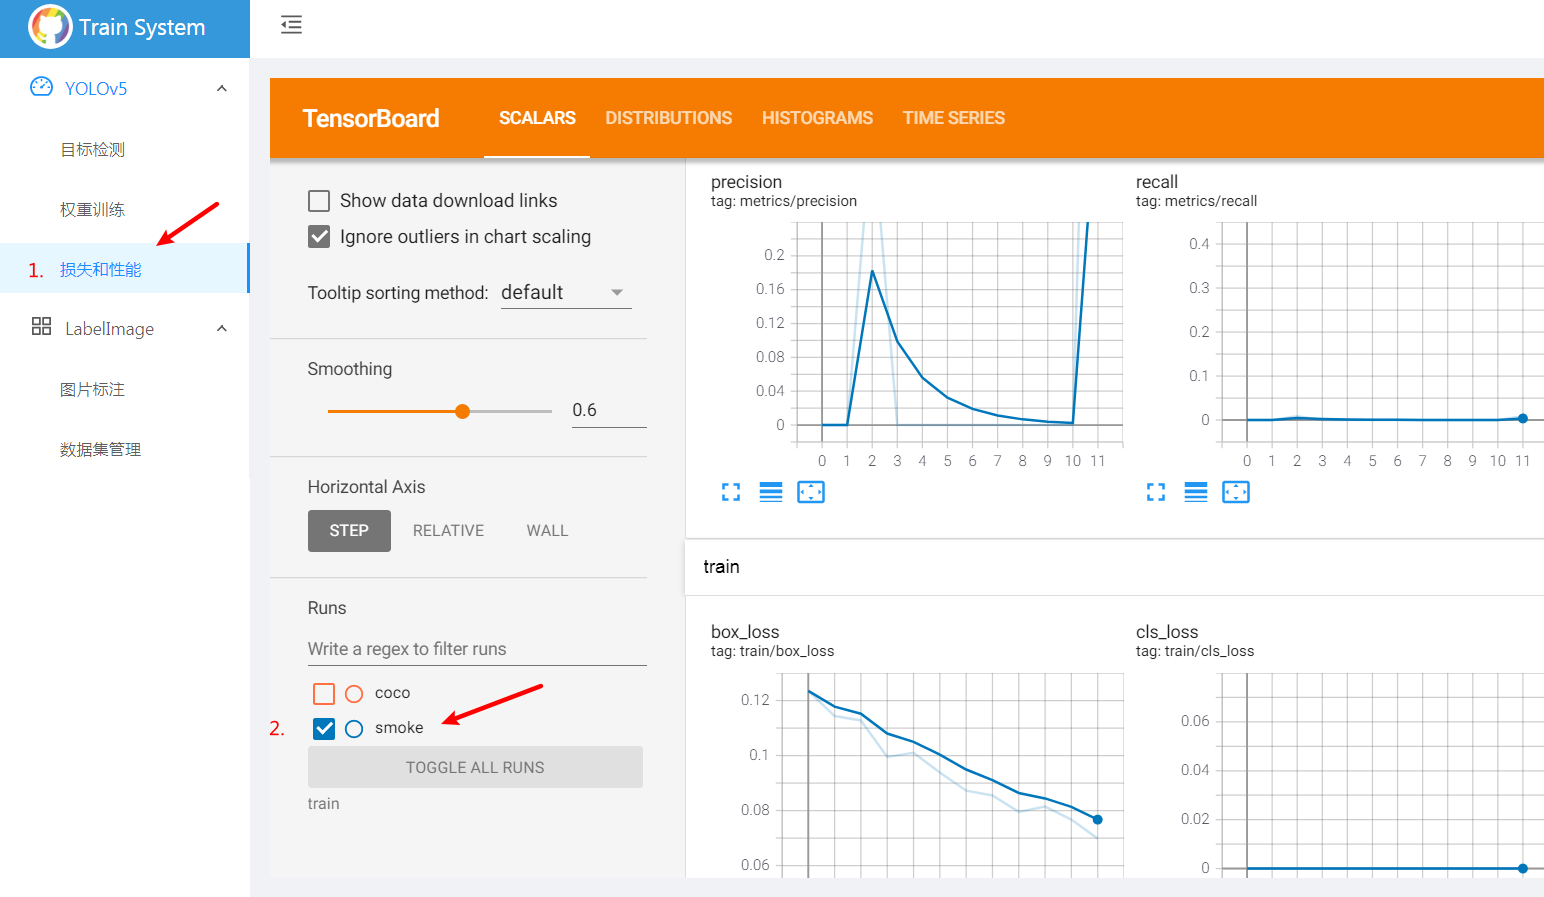 Train System
YOLOv5
目标检测
权重训练
1. 损失和性能
LabelImage
图片标注
数据集管理
TensorBoard
SCALARS DISTRIBUTIONS HISTOGRAMS TIME SERIES
Show data download links
Ignore outliers in chart scaling
Tooltip sorting method: default
Smoothing
0.6
Horizontal Axis
STEP RELATIVE WALL
Runs
Write a regex to filter runs
coco
2. smoke
TOGGLE ALL RUNS
train
precision
tag: metrics/precision
0.2
0.16
0.12
0.08
0.04
0
0 1 2 3 4 5 6 7 8 9 10 11
recall
tag: metrics/recall
0.4
0.3
0.2
0.1
0
0 1 2 3 4 5 6 7 8 9 10 11
train
box_loss
tag: train/box_loss
0.12
0.1
0.08
0.06
cls_loss
tag: train/cls_loss
0.06
0.04
0.02
0